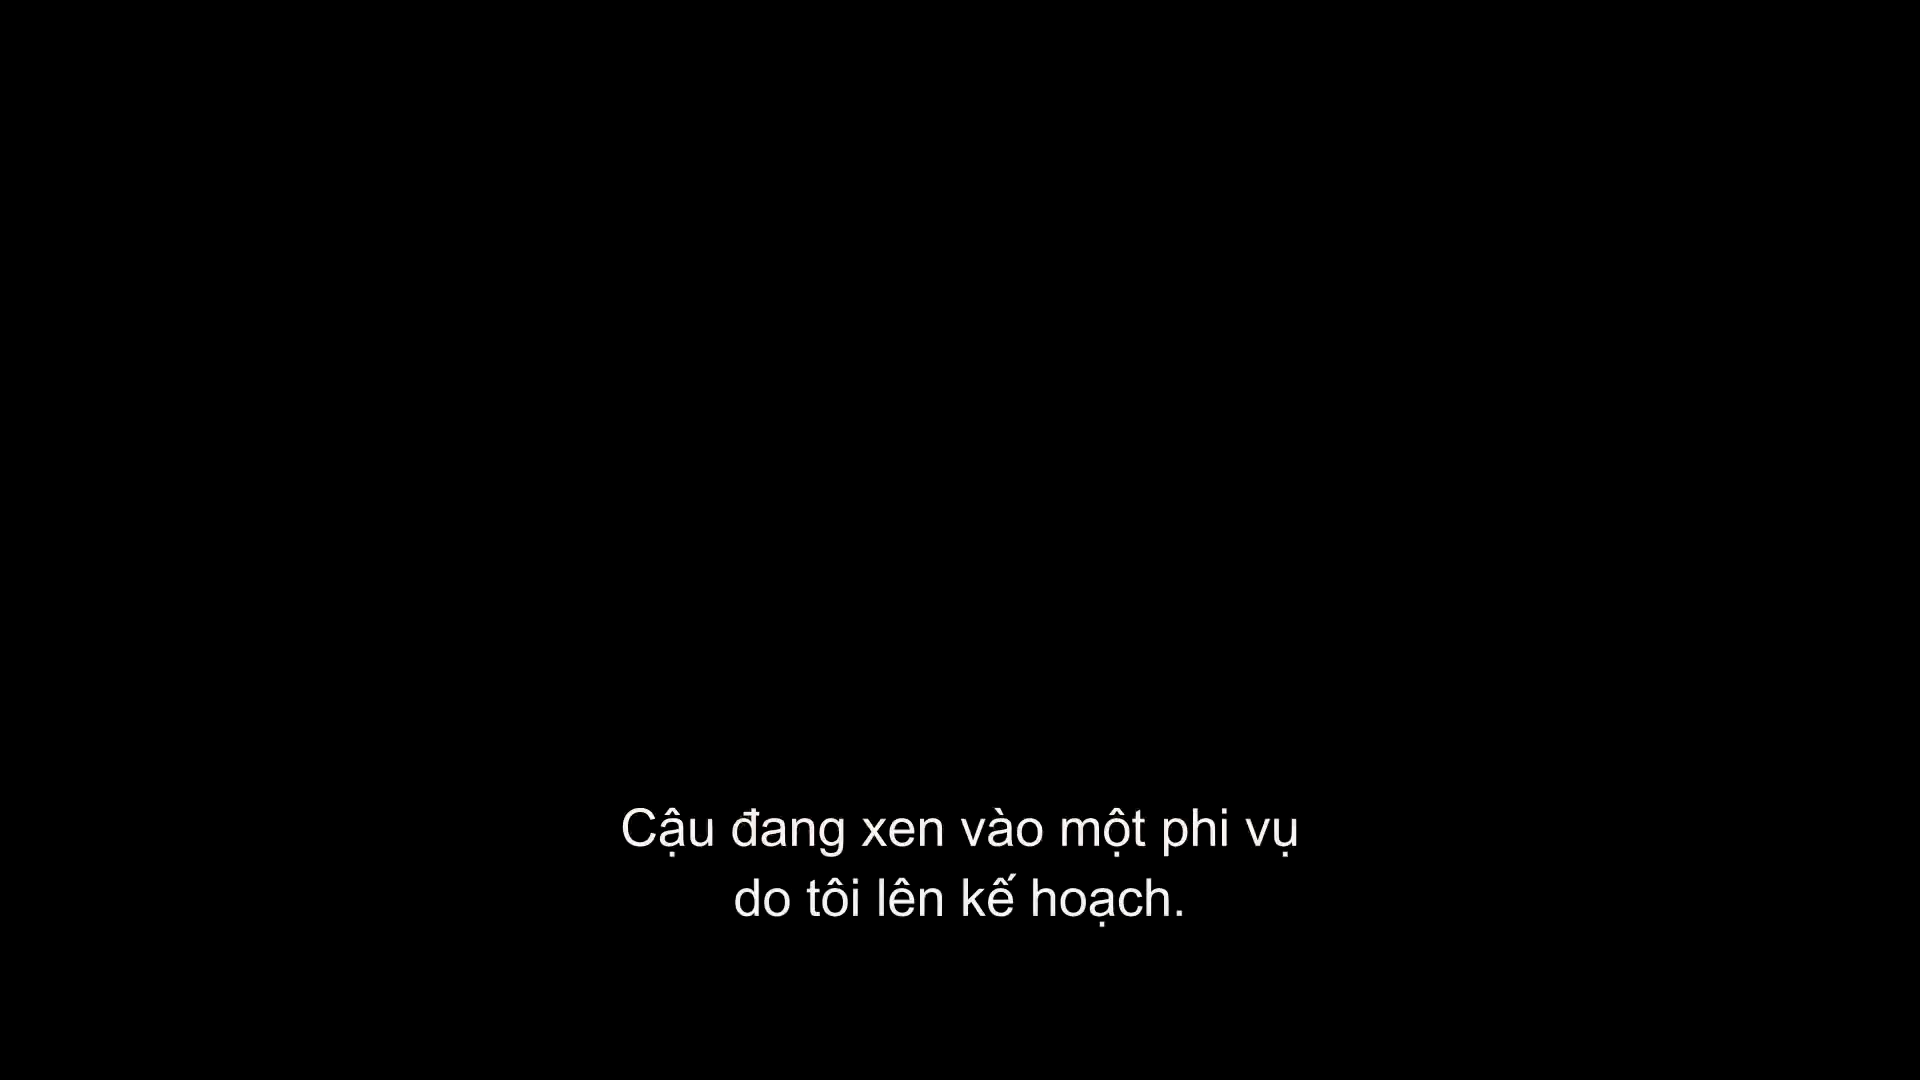 Cậu đang xen vào một phi vụ
do tôi lên kế hoạch.